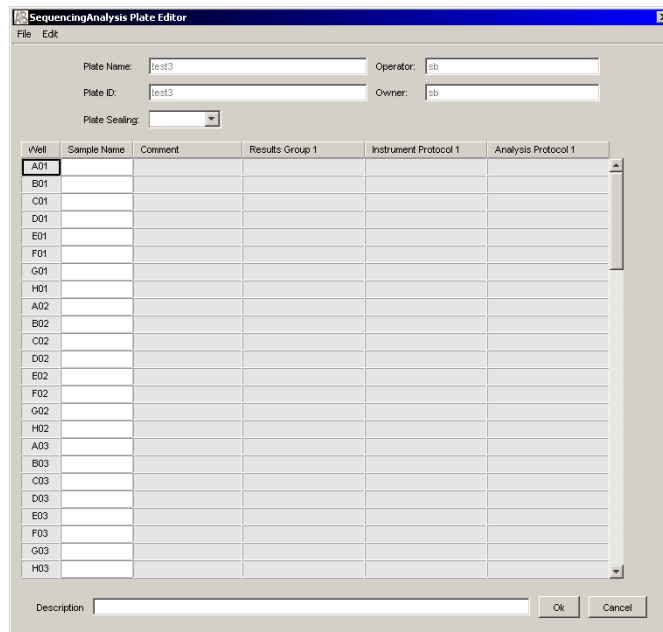 SequencingAnalysis Plate Editor
File Edit
Plate Name: test3 Operator: sb
Plate ID: test3 Owner: sb
Plate Sealing:
Well Sample Name Comment Results Group 1 Instrument Protocol 1 Analysis Protocol 1
A01
B01
C01
D01
E01
F01
G01
H01
A02
B02
C02
D02
E02
F02
G02
H02
A03
B03
C03
D03
E03
F03
G03
H03
Description Ok Cancel